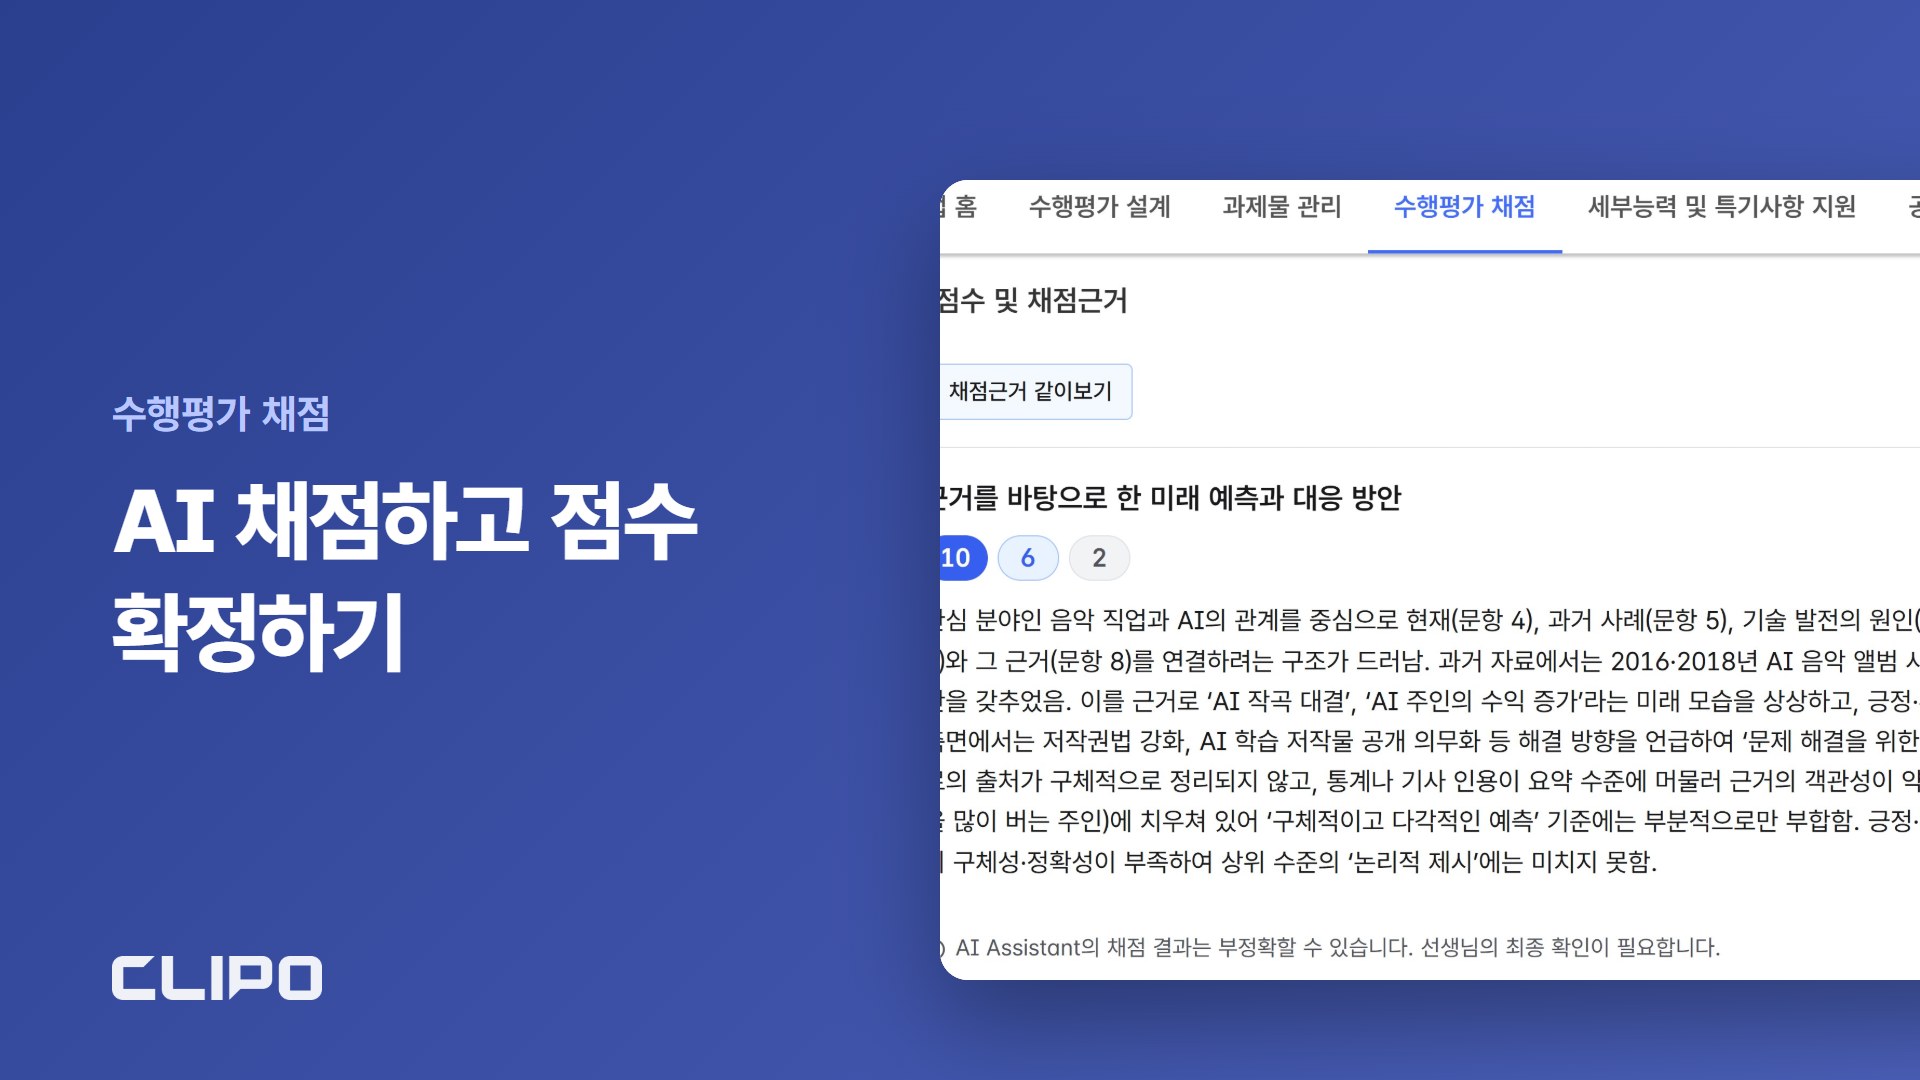 수행평가 채점
AI 채점하고 점수
확정하기
CLIPO
홈 수행평가 설계 과제물 관리 수행평가 채점 세부능력 및 특기사항 지원
점수 및 채점근거
채점근거 같이보기
근거를 바탕으로 한 미래 예측과 대응 방안
10 6 2
분야인 음악 직업과 AI의 관계를 중심으로 현재(문항 4), 과거 사례(문항 5), 기술 발전의 원인(
)와 그 근거(문항 8)를 연결하려는 구조가 드러남. 과거 자료에서는 2016·2018년 AI 음악 앨범
갖추었음. 이를 근거로 ‘AI 작곡 대결’, ‘AI 주인의 수익 증가’라는 미래 모습을 상상하고, 긍정·
저작권법 강화, AI 학습 저작물 공개 의무화 등 해결 방향을 언급하여 ‘문제 해결을 위한
출처가 구체적으로 정리되지 않고, 통계나 기사 인용이 요약 수준에 머물러 근거의 객관성이
많이 버는 주인)에 치우쳐 있어 ‘구체적이고 다각적인 예측’ 기준에는 부분적으로만 부합함. 긍정·
구체성·정확성이 부족하여 상위 수준의 ‘논리적 제시’에는 미치지 못함.
AI Assistant의 채점 결과는 부정확할 수 있습니다. 선생님의 최종 확인이 필요합니다.